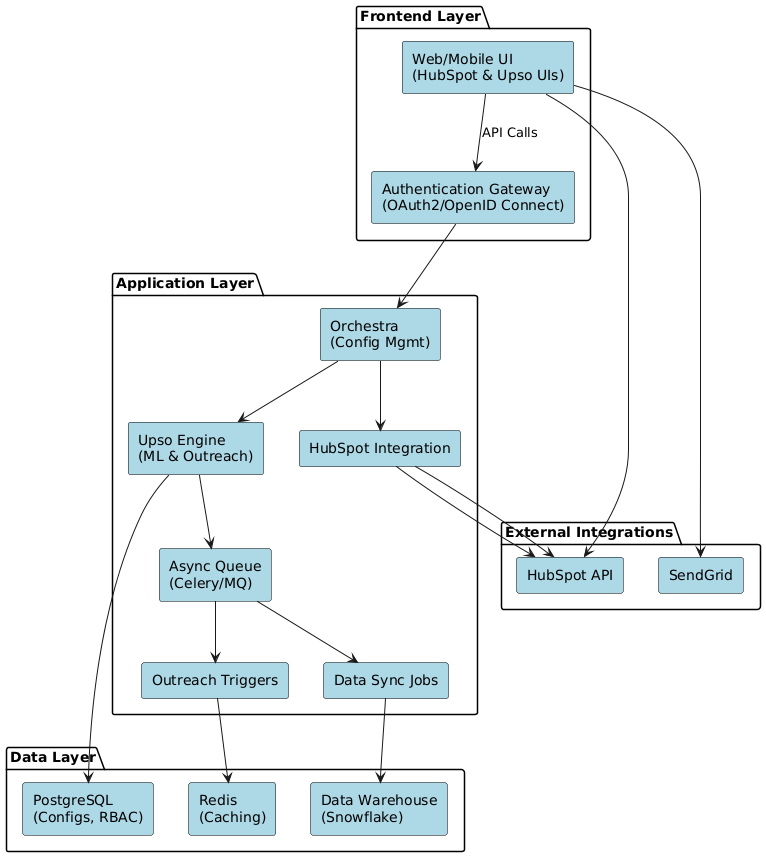 Frontend Layer
Web/Mobile UI
(HubSpot & Upso UIs)
API Calls
Authentication Gateway
(OAuth2/OpenID Connect)
Application Layer
Orchestra
(Config Mgmt)
Upso Engine
(ML & Outreach)
HubSpot Integration
External Integrations
Async Queue
(Celery/MQ)
HubSpot API
SendGrid
Outreach Triggers
Data Sync Jobs
Data Layer
PostgreSQL
(Configs, RBAC)
Redis
(Caching)
Data Warehouse
(Snowflake)